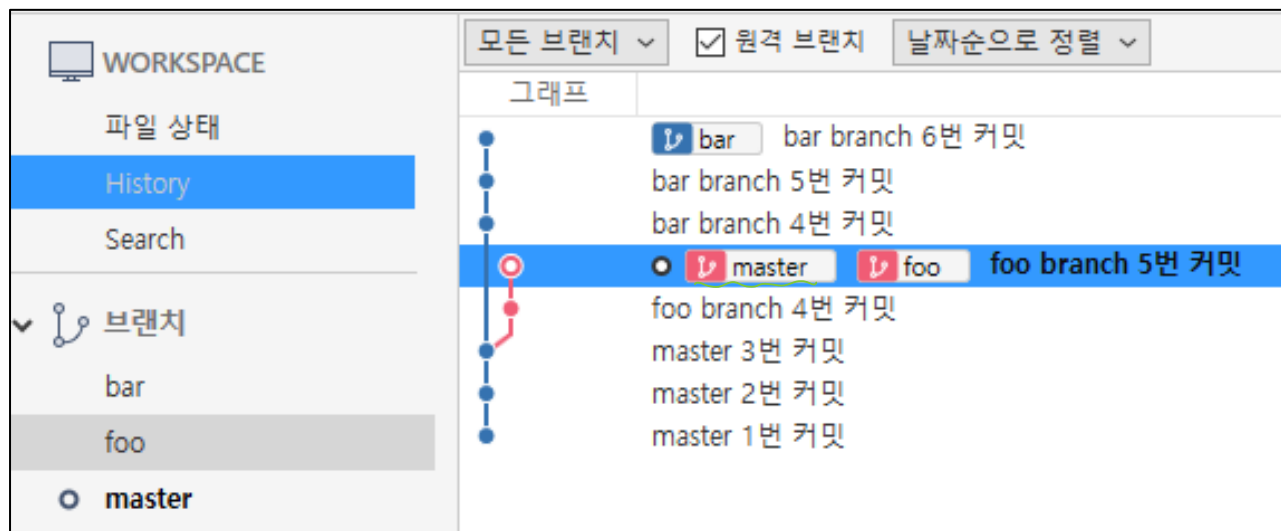 WORKSPACE
파일 상태
History
Search
브랜치
bar
foo
master
모든 브랜치 원격 브랜치 날짜순으로 정렬
그래프
bar bar branch 6번 커밋
bar branch 5번 커밋
bar branch 4번 커밋
master foo foo branch 5번 커밋
foo branch 4번 커밋
master 3번 커밋
master 2번 커밋
master 1번 커밋